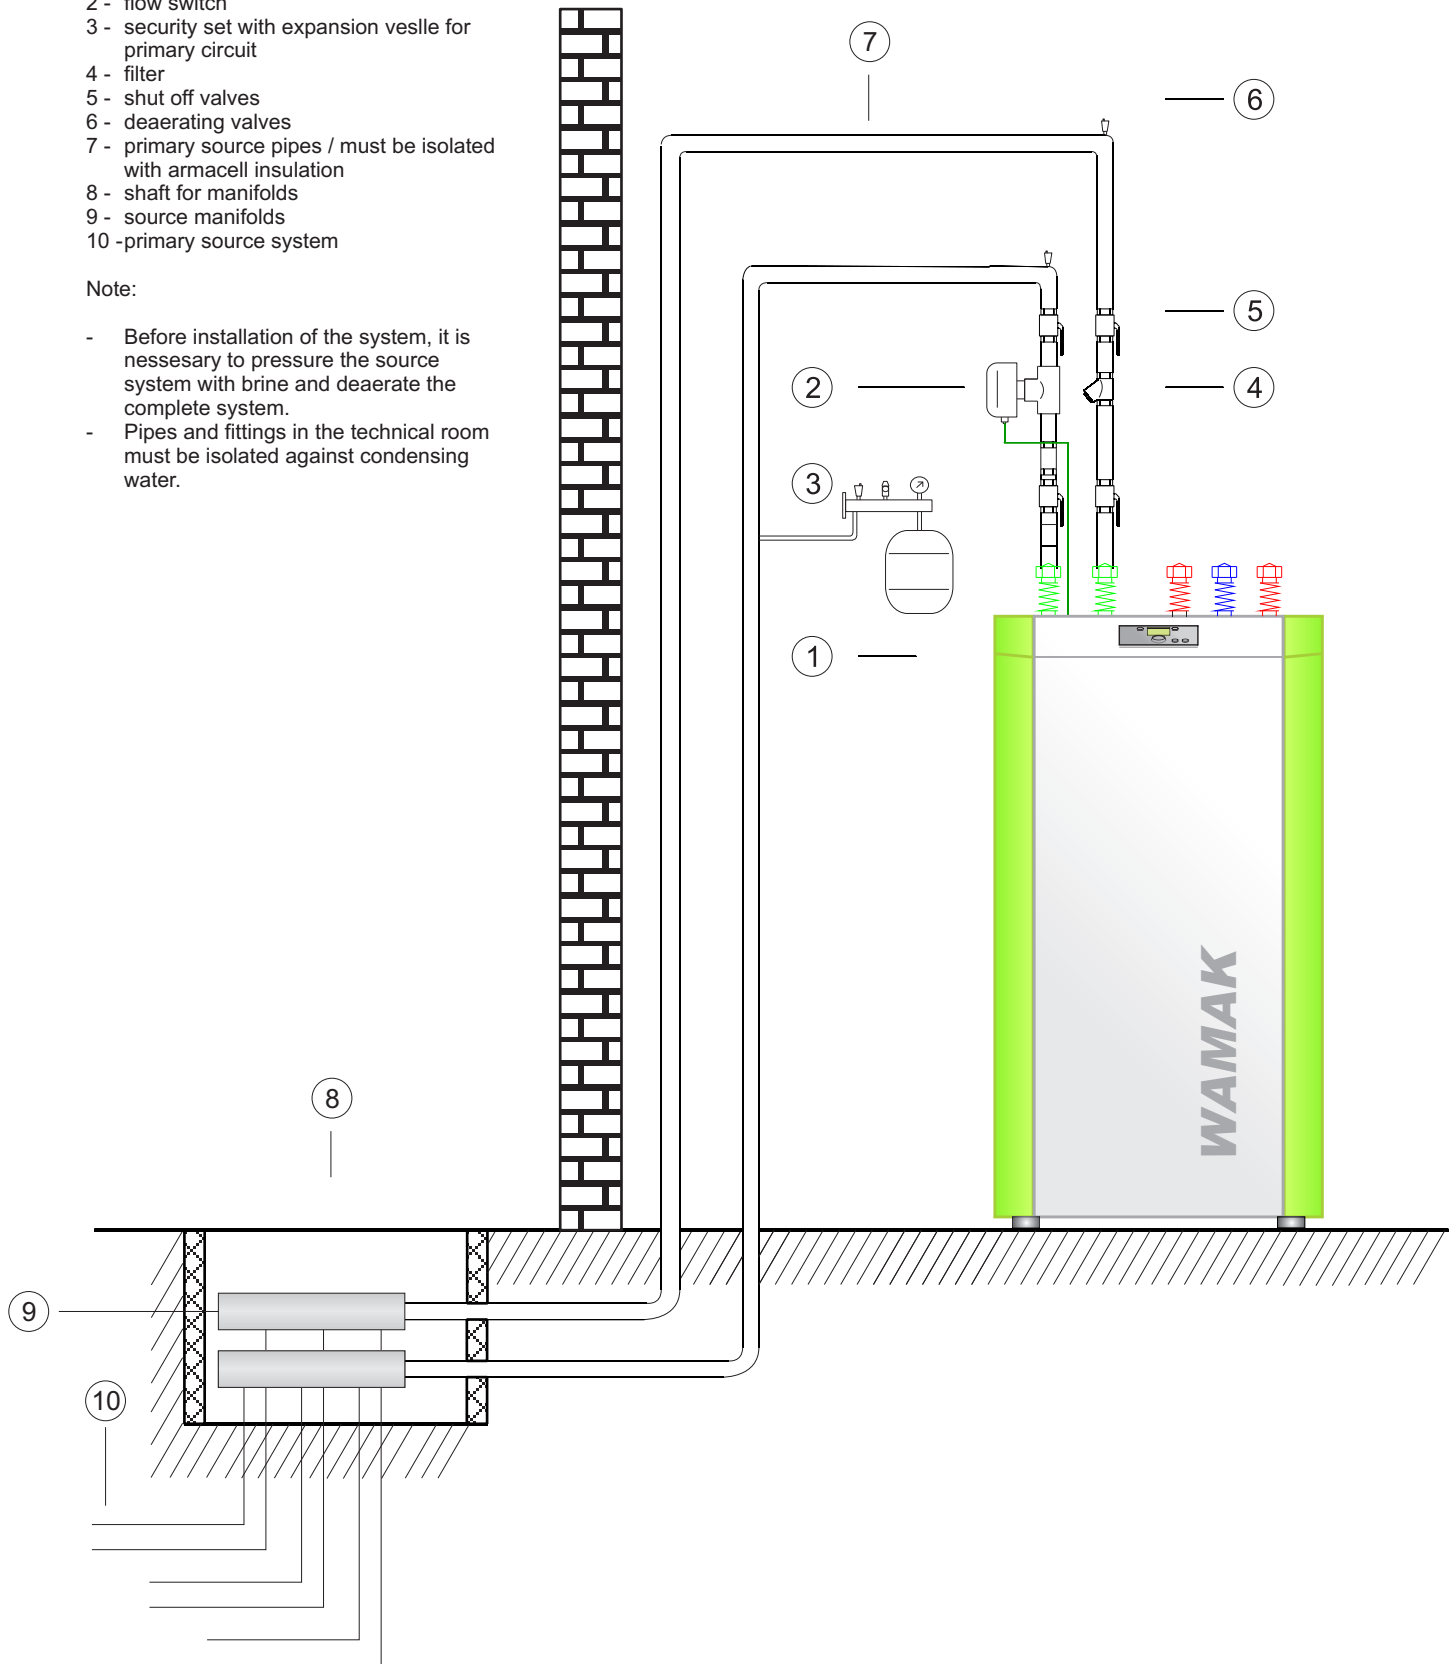 2 - flow switch
3 - security set with expansion veslle for
primary circuit
4 - filter
5 - shut off valves
6 - deaerating valves
7 - primary source pipes / must be isolated
with armacell insulation
8 - shaft for manifolds
9 - source manifolds
10 -primary source system
Note:
- Before installation of the system, it is
nessesary to pressure the source
system with brine and deaerate the
complete system.
- Pipes and fittings in the technical room
must be isolated against condensing
water.
7
6
5
2
4
3
1
WAMAK
8
9
10